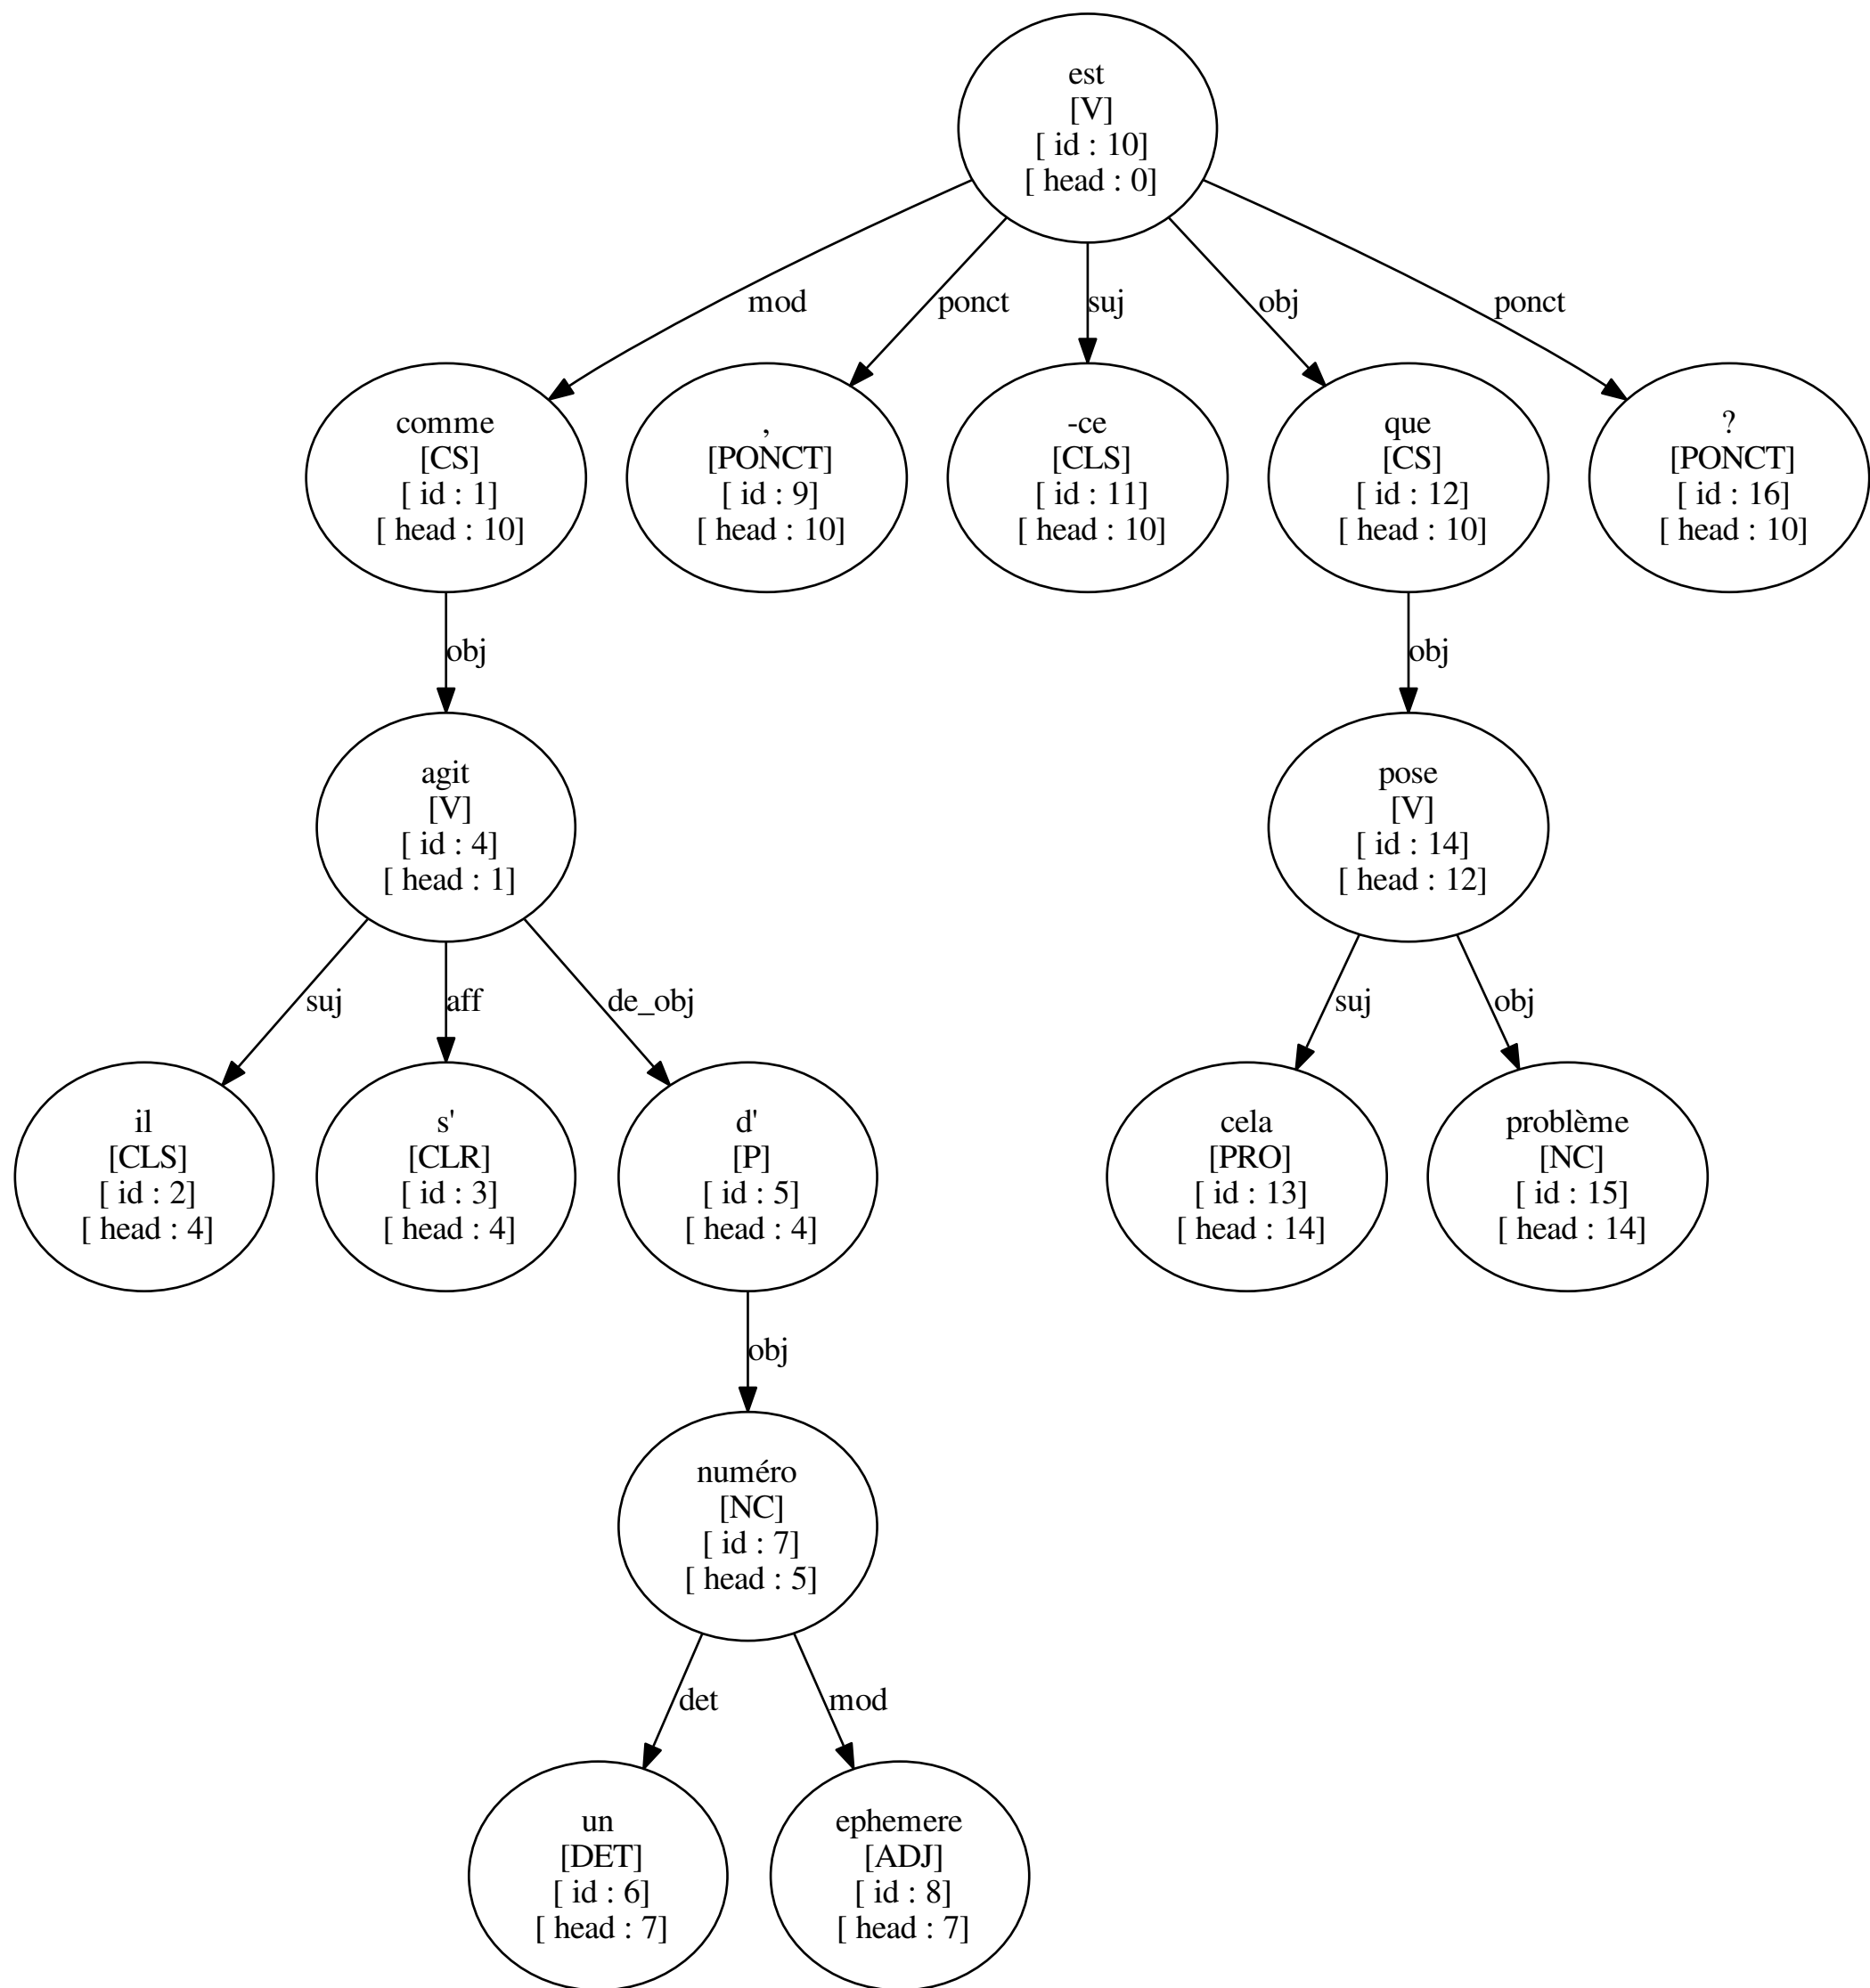 est
[V]
[ id : 10]
[ head : 0]
mod
ponct
suj
obj
ponct
comme
[CS]
[ id : 1]
[ head : 10]
,
[PONCT]
[ id : 9]
[ head : 10]
-ce
[CLS]
[ id : 11]
[ head : 10]
que
[CS]
[ id : 12]
[ head : 10]
?
[PONCT]
[ id : 16]
[ head : 10]
obj
obj
agit
[V]
[ id : 4]
[ head : 1]
pose
[V]
[ id : 14]
[ head : 12]
suj
aff
de_obj
suj
obj
il
[CLS]
[ id : 2]
[ head : 4]
s'
[CLR]
[ id : 3]
[ head : 4]
d'
[P]
[ id : 5]
[ head : 4]
cela
[PRO]
[ id : 13]
[ head : 14]
problème
[NC]
[ id : 15]
[ head : 14]
obj
numéro
[NC]
[ id : 7]
[ head : 5]
det
mod
un
[DET]
[ id : 6]
[ head : 7]
ephemere
[ADJ]
[ id : 8]
[ head : 7]